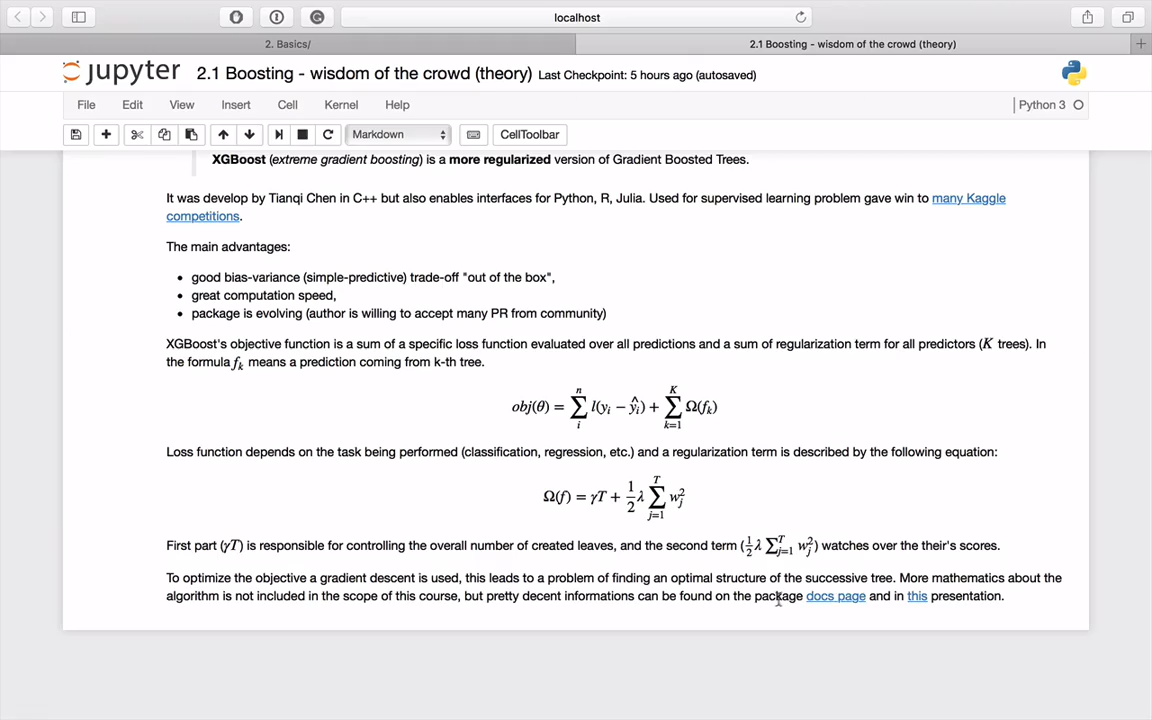 localhost
2. Basics/
2.1 Boosting - wisdom of the crowd (theory)
jupyter 2.1 Boosting - wisdom of the crowd (theory) Last Checkpoint: 5 hours ago (autosaved)
File Edit View Insert Cell Kernel Help Python 3
Markdown CellToolbar
XGBoost (extreme gradient boosting) is a more regularized version of Gradient Boosted Trees.
It was develop by Tianqi Chen in C++ but also enables interfaces for Python, R, Julia. Used for supervised learning problem gave win to many Kaggle
competitions.
The main advantages:
• good bias-variance (simple-predictive) trade-off "out of the box",
• great computation speed,
• package is evolving (author is willing to accept many PR from community)
XGBoost's objective function is a sum of a specific loss function evaluated over all predictions and a sum of regularization term for all predictors (K trees). In
the formula f_k means a prediction coming from k-th tree.
obj(θ) = ∑_i^n l(y_i − ŷ_i) + ∑_{k=1}^K Ω(f_k)
Loss function depends on the task being performed (classification, regression, etc.) and a regularization term is described by the following equation:
Ω(f) = γT + 1/2 λ ∑_{j=1}^T w_j^2
First part (γT) is responsible for controlling the overall number of created leaves, and the second term (1/2 λ ∑_{j=1}^T w_j^2) watches over the their's scores.
To optimize the objective a gradient descent is used, this leads to a problem of finding an optimal structure of the successive tree. More mathematics about the
algorithm is not included in the scope of this course, but pretty decent informations can be found on the package docs page and in this presentation.